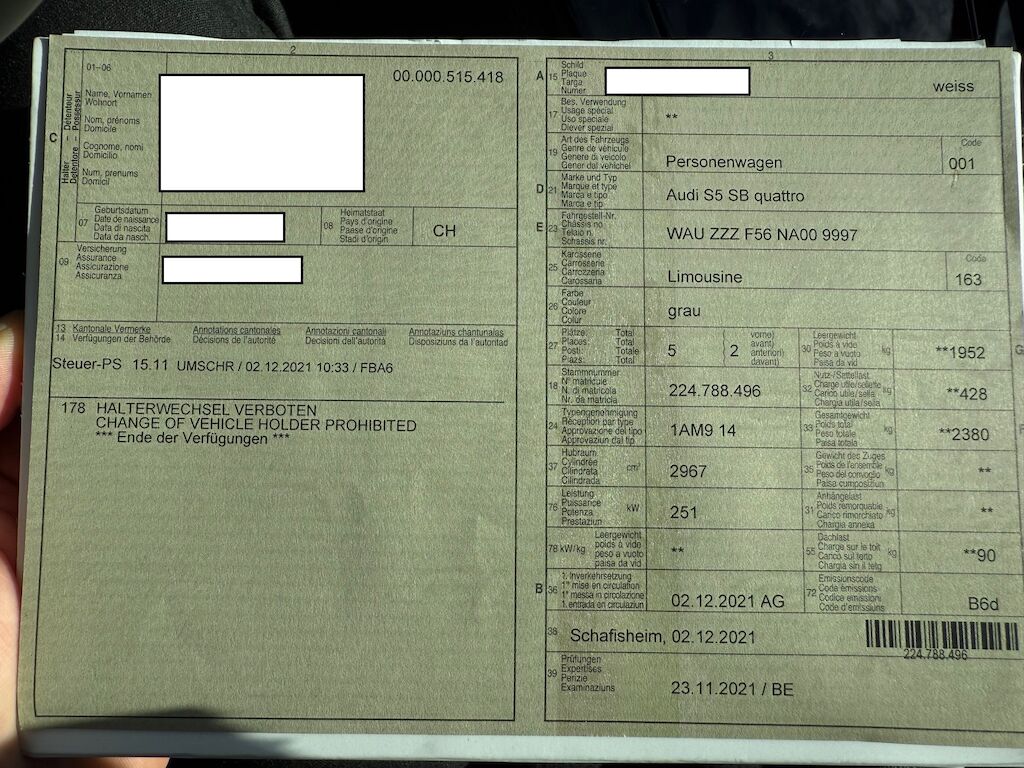 2
01–06
00.000.515.418
C
Halter – Détenteur
Detentore – Possessur
Name, Vornamen
Wohnort
Nom, prénoms
Domicile
Cognome, nomi
Domicilio
Num, prenums
Domicil
07
Geburtsdatum
Date de naissance
Data di nascita
Data da nasch.
08
Heimatstaat
Pays d'origine
Paese d'origine
Stadi d'origin
CH
09
Versicherung
Assurance
Assicurazione
Assicuranza
13 Kantonale Vermerke Annotations cantonales Annotazioni cantonali Annotaziuns chantunalas
14 Verfügungen der Behörde Décisions de l'autorité Decisioni dell'autorità Disposiziuns da l'autoritad
Steuer-PS 15.11 UMSCHR / 02.12.2021 10:33 / FBA6
178 HALTERWECHSEL VERBOTEN
CHANGE OF VEHICLE HOLDER PROHIBITED
*** Ende der Verfügungen ***
3
A 15
Schild
Plaque
Targa
Numer
weiss
17
Bes. Verwendung
Usage spécial
Uso speciale
Diever spezial
**
19
Art des Fahrzeugs
Genre de véhicule
Genere di veicolo
Gener dal vehichel
Personenwagen
Code
001
D 21
Marke und Typ
Marque et type
Marca e tipo
Marca e tip
Audi S5 SB quattro
E 23
Fahrgestell-Nr.
Châssis no
Telaio n.
Schassis nr.
WAU ZZZ F56 NA00 9997
25
Karosserie
Carrosserie
Carrozzeria
Carossaria
Limousine
Code
163
26
Farbe
Couleur
Colore
Colur
grau
27
Plätze: Total
Places: Total
Posti: Totale
Plazs: Total
5
2
vorne)
avant)
anteriori)
davant)
30
Leergewicht
Poids à vide
Peso a vuoto
Paisa da vid
kg
**1952
G
18
Stammnummer
N° matricule
N. di matricola
Nr. da matricla
224.788.496
32
Nutz-/Sattellast
Charge utile/sellette
Carico utile/sella
Chargia utila/sella
kg
**428
24
Typengenehmigung
Réception par type
Approvazione del tipo
Approvaziun dal tip
1AM9 14
33
Gesamtgewicht
Poids total
Peso totale
Paisa totala
kg
**2380
F
37
Hubraum
Cylindrée
Cilindrata
Cilindrada
cm³
2967
35
Gewicht des Zuges
Poids de l'ensemble
Peso del convoglio
Paisa cumposiziun
kg
**
76
Leistung
Puissance
Potenza
Prestaziun
kW
251
31
Anhängelast
Poids remorquable
Carico rimorchiato
Chargia annexa
kg
**
78 kW/kg
Leergewicht
poids à vide
peso a vuoto
paisa da vid
**
55
Dachlast
Charge sur le toit
Carico sul tetto
Chargia sin il tetg
kg
**90
B 36
1. Inverkehrsetzung
1re mise en circulation
1a messa in circolazione
1. entrada en circulaziun
02.12.2021 AG
72
Emissionscode
Code émissions
Codice emissioni
Code d'emissiuns
B6d
38
Schafisheim, 02.12.2021
224.788.496
39
Prüfungen
Expertises
Perizie
Examinaziuns
23.11.2021 / BE